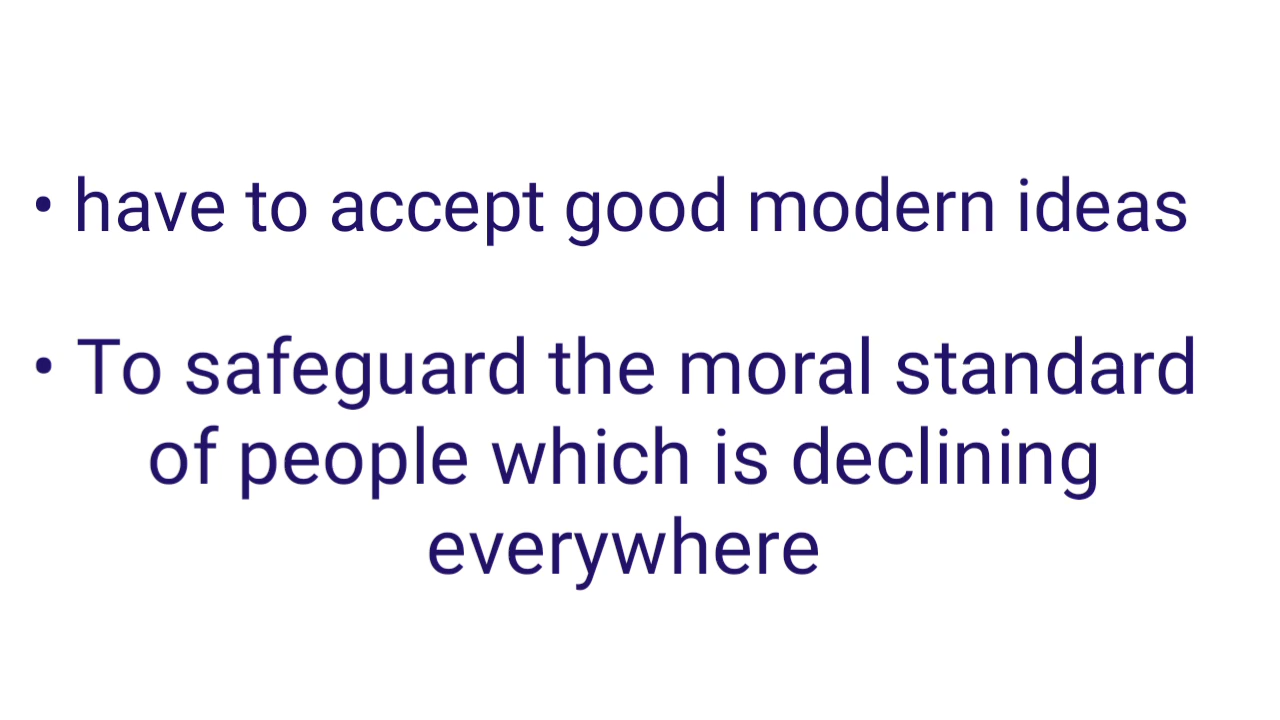 • have to accept good modern ideas
• To safeguard the moral standard
of people which is declining
everywhere